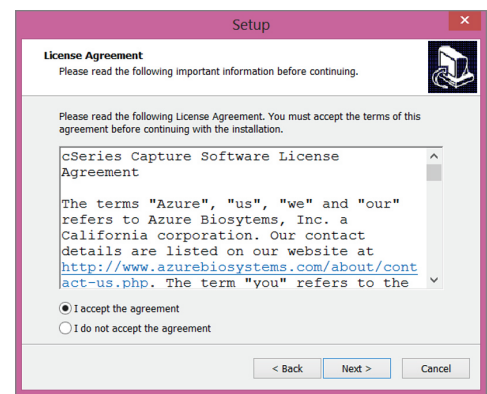 Setup
License Agreement
Please read the following important information before continuing.
Please read the following License Agreement. You must accept the terms of this
agreement before continuing with the installation.
cSeries Capture Software License
Agreement
The terms "Azure", "us", "we" and "our"
refers to Azure Biosytems, Inc. a
California corporation. Our contact
details are listed on our website at
http://www.azurebiosystems.com/about/cont
act-us.php. The term "you" refers to the
I accept the agreement
I do not accept the agreement
< Back Next > Cancel